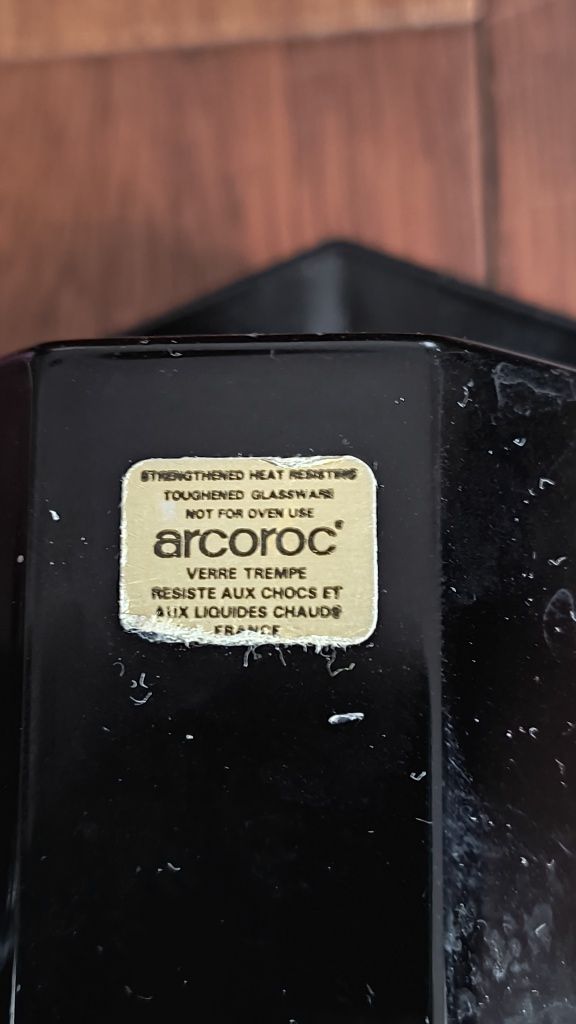 STRENGTHENED HEAT RESISTING
TOUGHENED GLASSWARE
NOT FOR OVEN USE
arcoroc®
VERRE TREMPE
RESISTE AUX CHOCS ET
AUX LIQUIDES CHAUDS
FRANCE